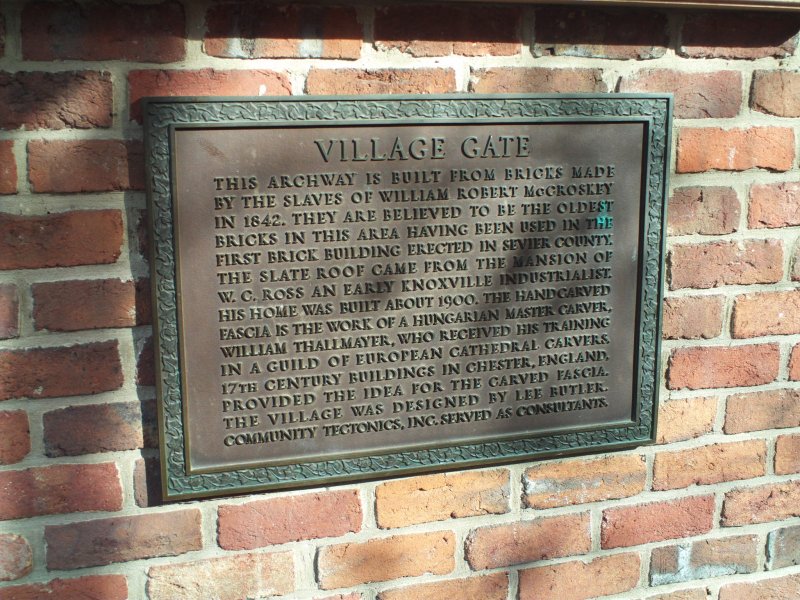 VILLAGE GATE
THIS ARCHWAY IS BUILT FROM BRICKS MADE
BY THE SLAVES OF WILLIAM ROBERT McCROSKEY
IN 1842. THEY ARE BELIEVED TO BE THE OLDEST
BRICKS IN THIS AREA HAVING BEEN USED IN THE
FIRST BRICK BUILDING ERECTED IN SEVIER COUNTY.
THE SLATE ROOF CAME FROM THE MANSION OF
W. C. ROSS AN EARLY KNOXVILLE INDUSTRIALIST.
HIS HOME WAS BUILT ABOUT 1900. THE HANDCARVED
FASCIA IS THE WORK OF A HUNGARIAN MASTER CARVER,
WILLIAM THALLMAYER, WHO RECEIVED HIS TRAINING
IN A GUILD OF EUROPEAN CATHEDRAL CARVERS.
17TH CENTURY BUILDINGS IN CHESTER, ENGLAND,
PROVIDED THE IDEA FOR THE CARVED FASCIA.
THE VILLAGE WAS DESIGNED BY LEE BUTLER.
COMMUNITY TECTONICS, INC. SERVED AS CONSULTANTS.